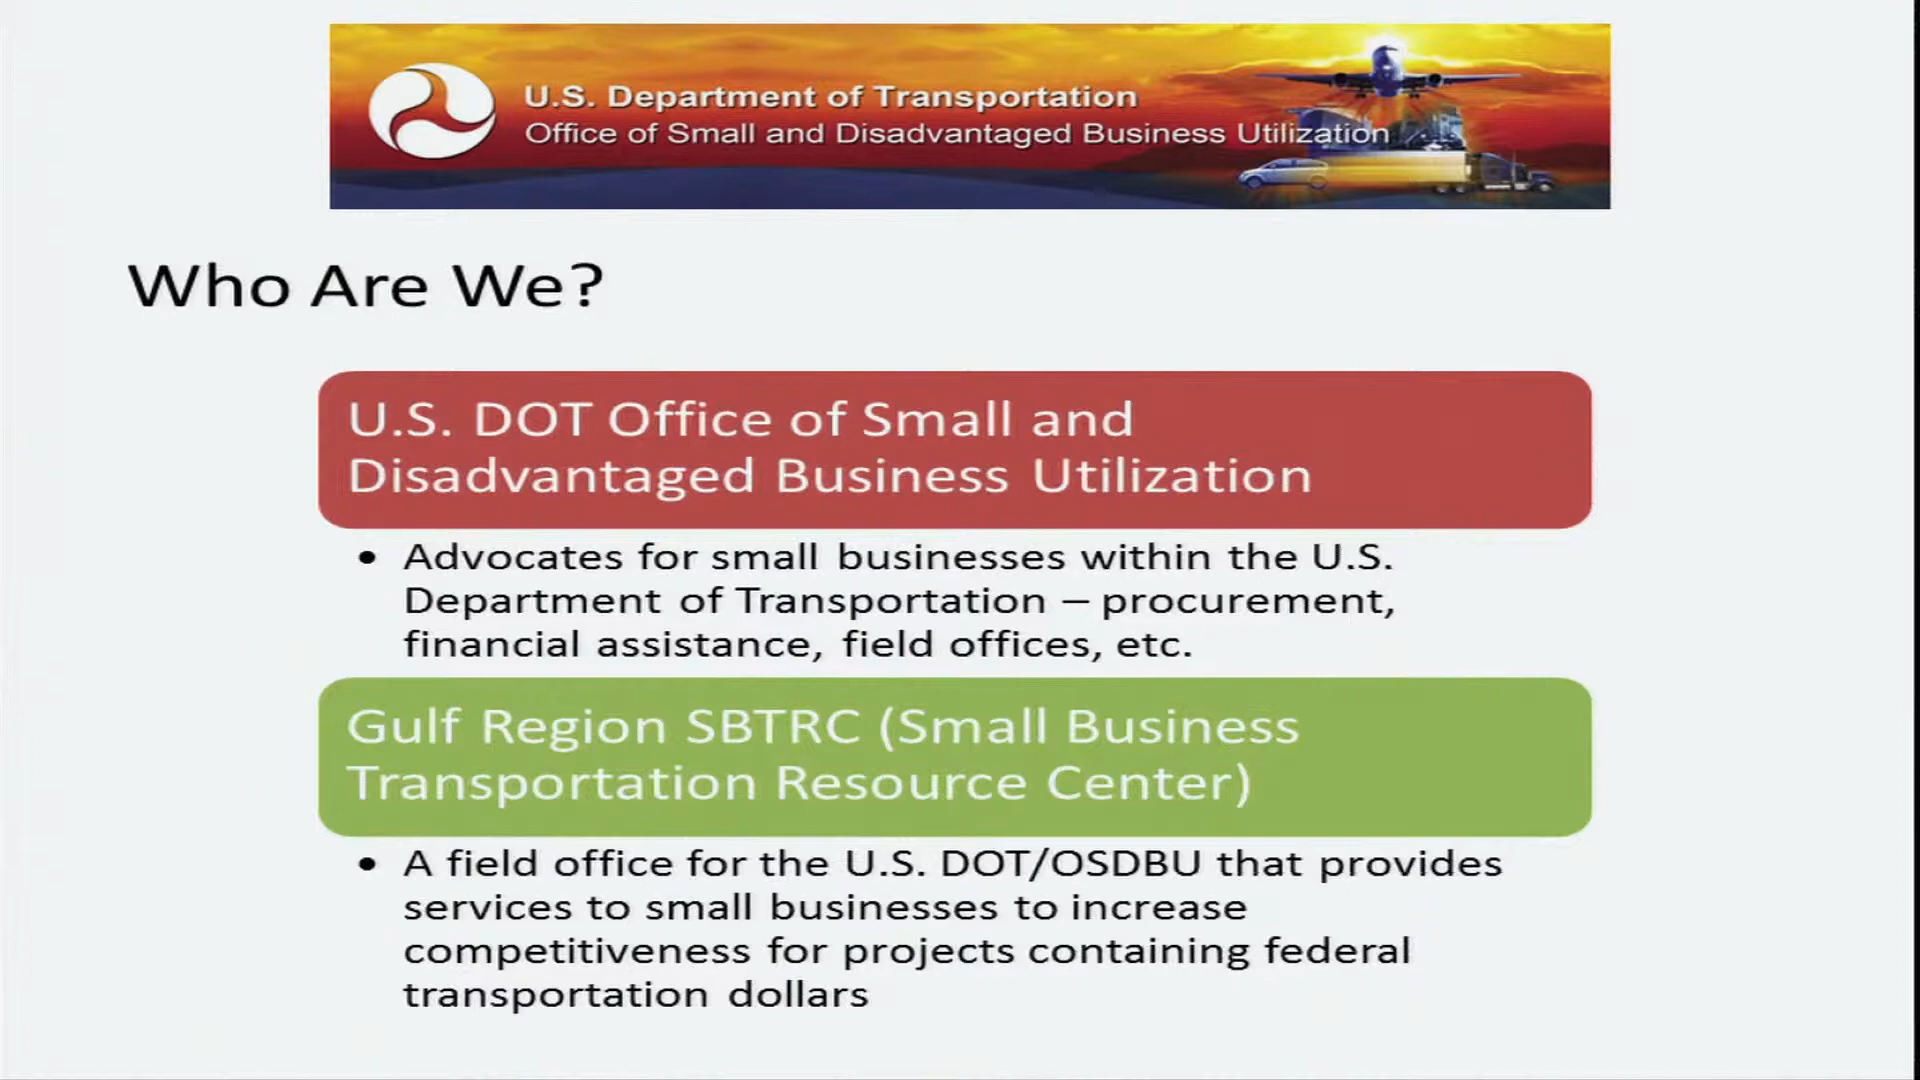 U.S. Department of Transportation
Office of Small and Disadvantaged Business Utilization
Who Are We?
U.S. DOT Office of Small and
Disadvantaged Business Utilization
• Advocates for small businesses within the U.S.
Department of Transportation – procurement,
financial assistance, field offices, etc.
Gulf Region SBTRC (Small Business
Transportation Resource Center)
• A field office for the U.S. DOT/OSDBU that provides
services to small businesses to increase
competitiveness for projects containing federal
transportation dollars